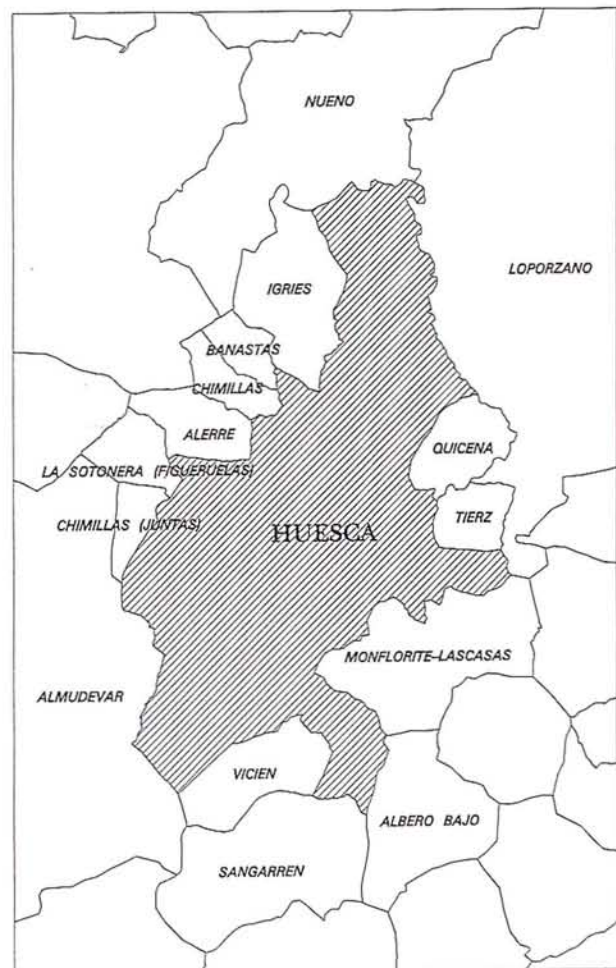 NUENO
LOPORZANO
IGRIES
BANASTAS
CHIMILLAS
ALERRE
QUICENA
LA SOTONERA (FIGUERUELAS)
TIERZ
CHIMILLAS (JUNTAS)
HUESCA
MONFLORITE-LASCASAS
ALMUDEVAR
VICIEN
ALBERO BAJO
SANGARREN